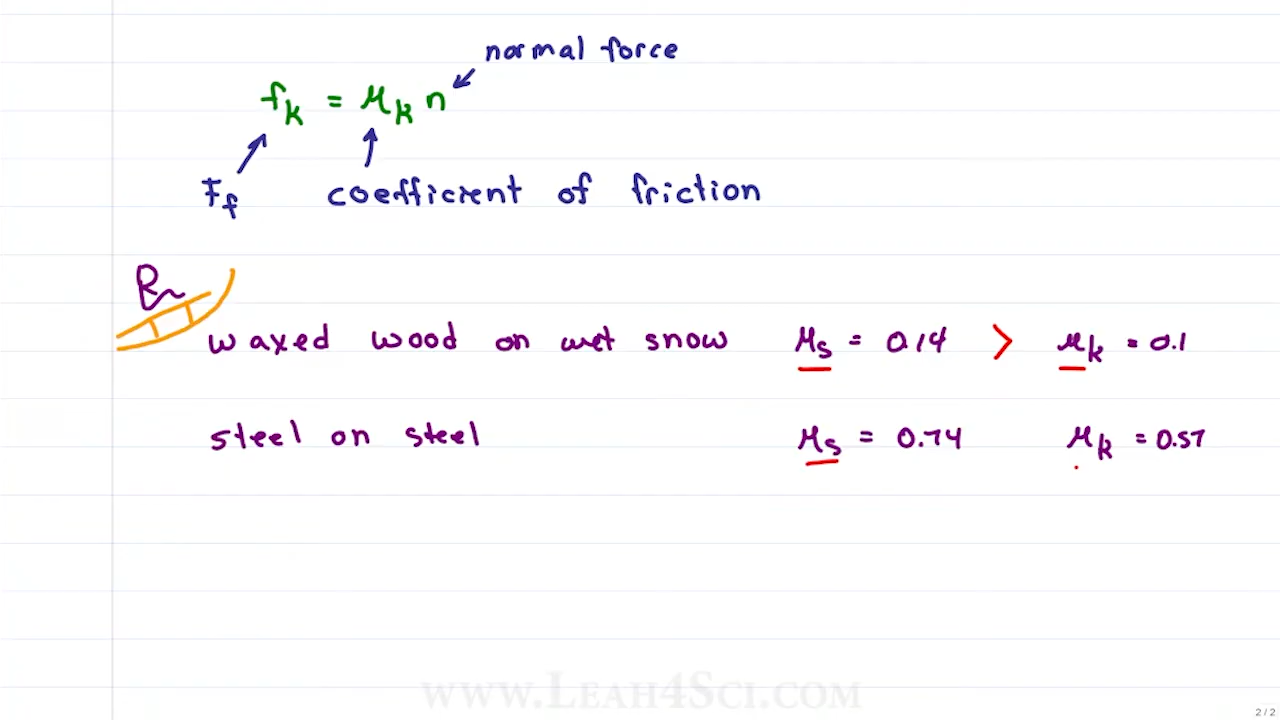 normal force
fk = μk n
Ff coefficient of friction
waxed wood on wet snow μs = 0.14 > μk = 0.1
steel on steel μs = 0.74 μk = 0.57
www.Leah4Sci.com
2/2